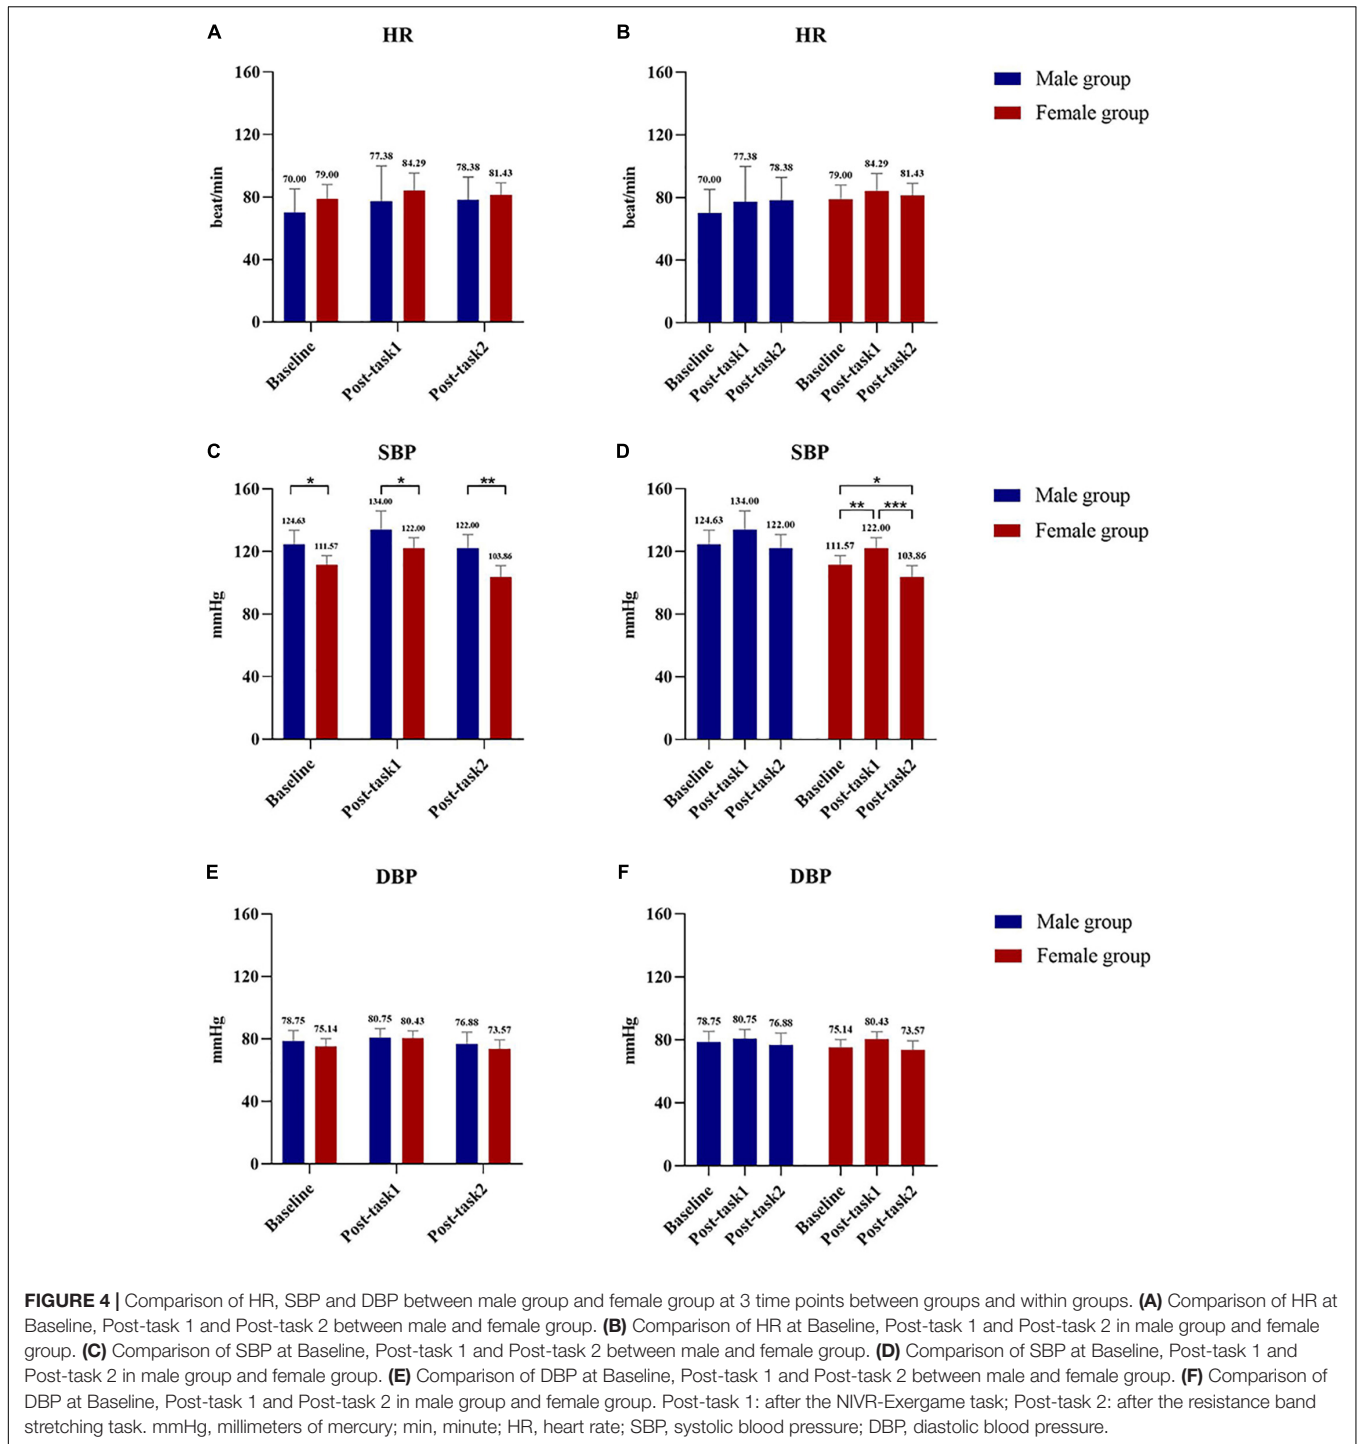 A
HR
160
120
80
40
0
beat/min
70.00
79.00
77.38
84.29
78.38
81.43
Baseline
Post-task1
Post-task2
B
HR
160
120
80
40
0
beat/min
70.00
77.38
78.38
79.00
84.29
81.43
Baseline
Post-task1
Post-task2
Baseline
Post-task1
Post-task2
Male group
Female group
C
SBP
160
120
80
40
0
mmHg
*
*
**
124.63
111.57
134.00
122.00
122.00
103.86
Baseline
Post-task1
Post-task2
D
SBP
160
120
80
40
0
mmHg
*
**
***
124.63
134.00
122.00
111.57
122.00
103.86
Baseline
Post-task1
Post-task2
Baseline
Post-task1
Post-task2
Male group
Female group
E
DBP
160
120
80
40
0
mmHg
78.75
75.14
80.75
80.43
76.88
73.57
Baseline
Post-task1
Post-task2
F
DBP
160
120
80
40
0
mmHg
78.75
80.75
76.88
75.14
80.43
73.57
Baseline
Post-task1
Post-task2
Baseline
Post-task1
Post-task2
Male group
Female group
FIGURE 4 | Comparison of HR, SBP and DBP between male group and female group at 3 time points between groups and within groups. (A) Comparison of HR at
Baseline, Post-task 1 and Post-task 2 between male and female group. (B) Comparison of HR at Baseline, Post-task 1 and Post-task 2 in male group and female
group. (C) Comparison of SBP at Baseline, Post-task 1 and Post-task 2 between male and female group. (D) Comparison of SBP at Baseline, Post-task 1 and
Post-task 2 in male group and female group. (E) Comparison of DBP at Baseline, Post-task 1 and Post-task 2 between male and female group. (F) Comparison of
DBP at Baseline, Post-task 1 and Post-task 2 in male group and female group. Post-task 1: after the NIVR-Exergame task; Post-task 2: after the resistance band
stretching task. mmHg, millimeters of mercury; min, minute; HR, heart rate; SBP, systolic blood pressure; DBP, diastolic blood pressure.